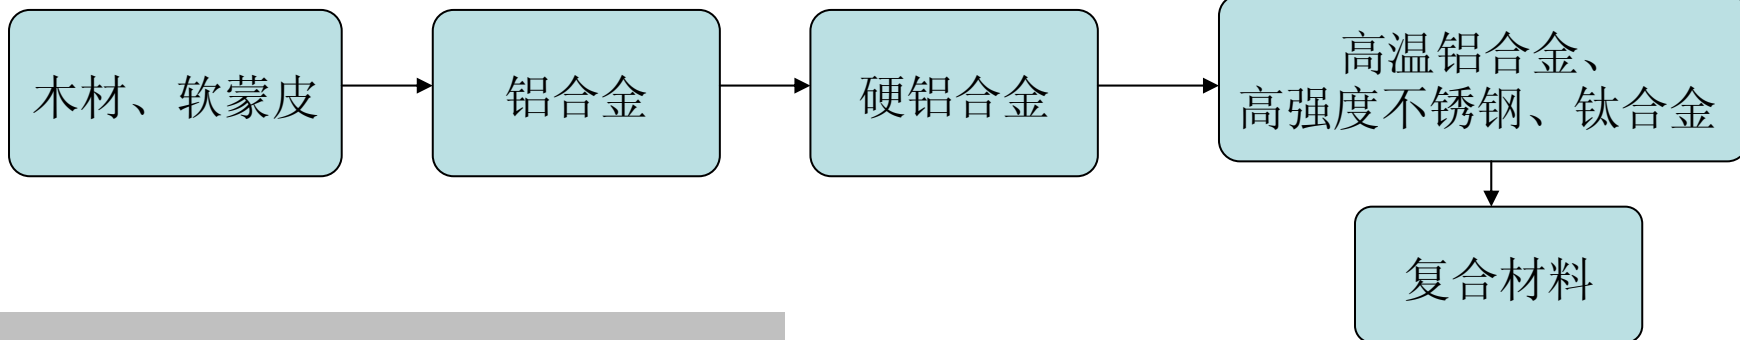 木材、软蒙皮
铝合金
硬铝合金
高温铝合金、
高强度不锈钢、钛合金
复合材料